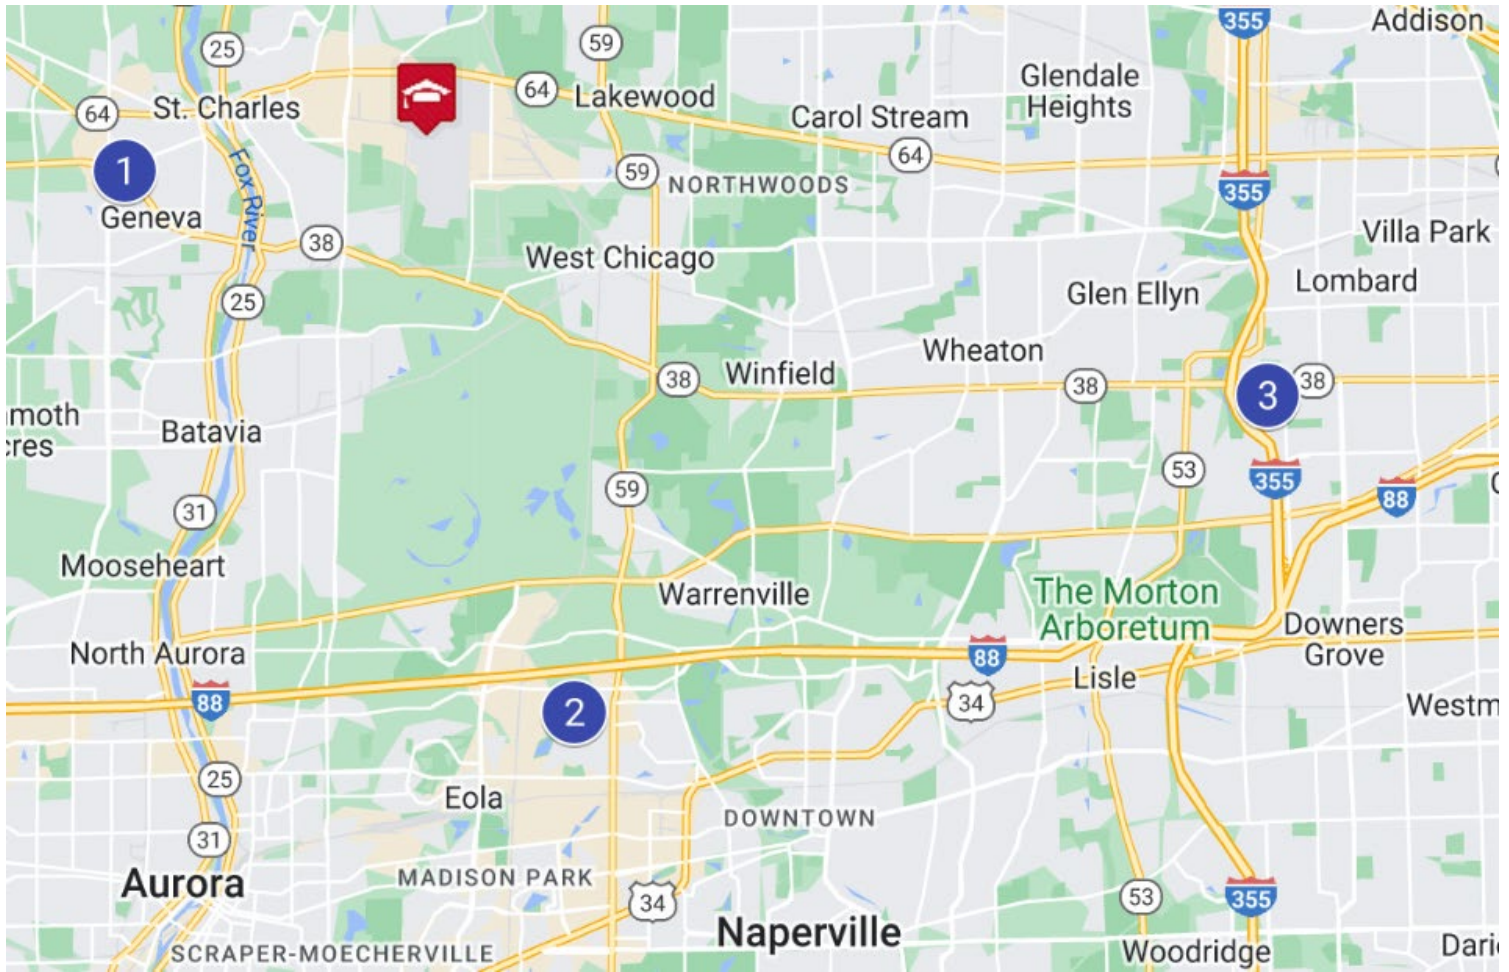 355
Addison
25
59
64
Lakewood
Glendale
Heights
64
St. Charles
Carol Stream
64
1
Fox River
59
NORTHWOODS
355
Geneva
38
West Chicago
Villa Park
25
Glen Ellyn
Lombard
Wheaton
38
Winfield
38
3
38
moth
cres
Batavia
59
53
355
88
31
Mooseheart
Warrenville
The Morton
Arboretum
North Aurora
88
Downers
Grove
Lisle
88
34
Westm
2
25
Eola
DOWNTOWN
31
Aurora
MADISON PARK
34
53
355
Naperville
SCRAPER-MOECHERVILLE
Woodridge
Dari